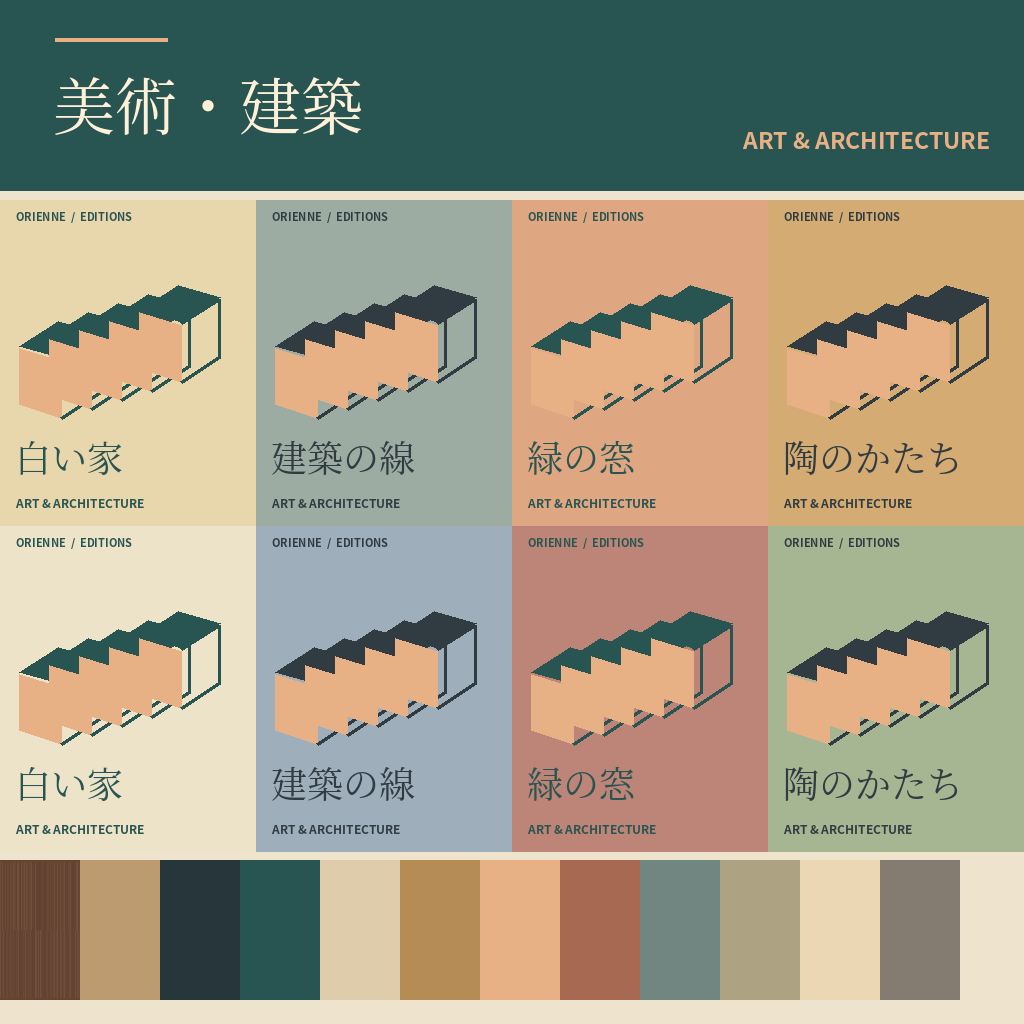 美術・建築
ART & ARCHITECTURE
ORIENNE / EDITIONS
白い家
ART & ARCHITECTURE
ORIENNE / EDITIONS
建築の線
ART & ARCHITECTURE
ORIENNE / EDITIONS
緑の窓
ART & ARCHITECTURE
ORIENNE / EDITIONS
陶のかたち
ART & ARCHITECTURE
ORIENNE / EDITIONS
白い家
ART & ARCHITECTURE
ORIENNE / EDITIONS
建築の線
ART & ARCHITECTURE
ORIENNE / EDITIONS
緑の窓
ART & ARCHITECTURE
ORIENNE / EDITIONS
陶のかたち
ART & ARCHITECTURE